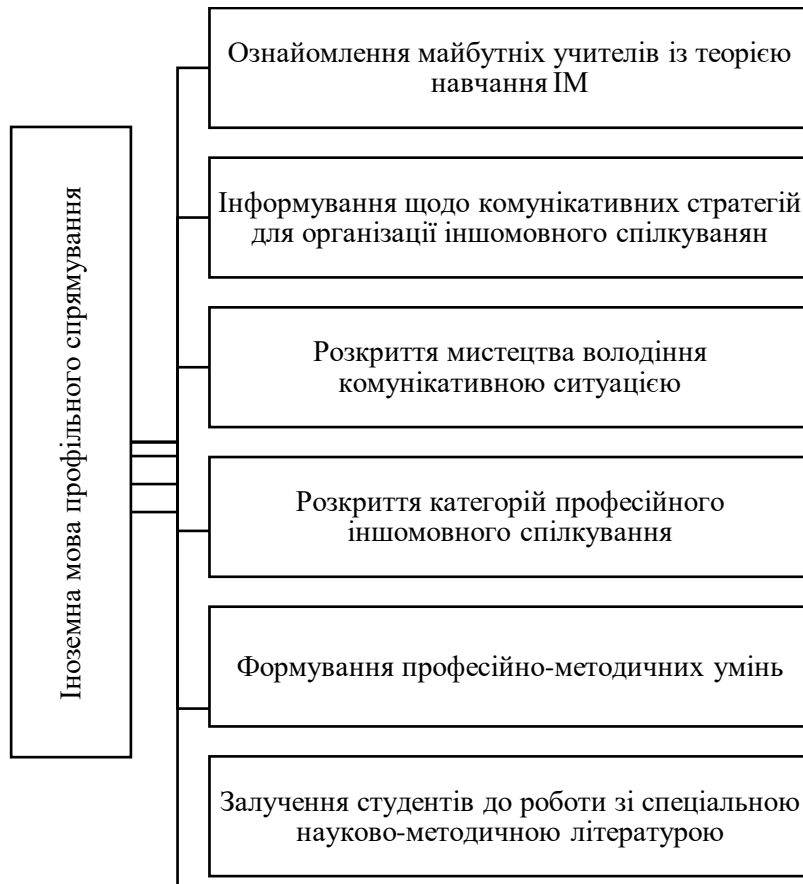 Іноземна мова профільного спрямування
Ознайомлення майбутніх учителів із теорією
навчання ІМ
Інформування щодо комунікативних стратегій
для організації іншомовного спілкуванян
Розкриття мистецтва володіння
комунікативною ситуацією
Розкриття категорій професійного
іншомовного спілкування
Формування професійно-методичних умінь
Залучення студентів до роботи зі спеціальною
науково-методичною літературою